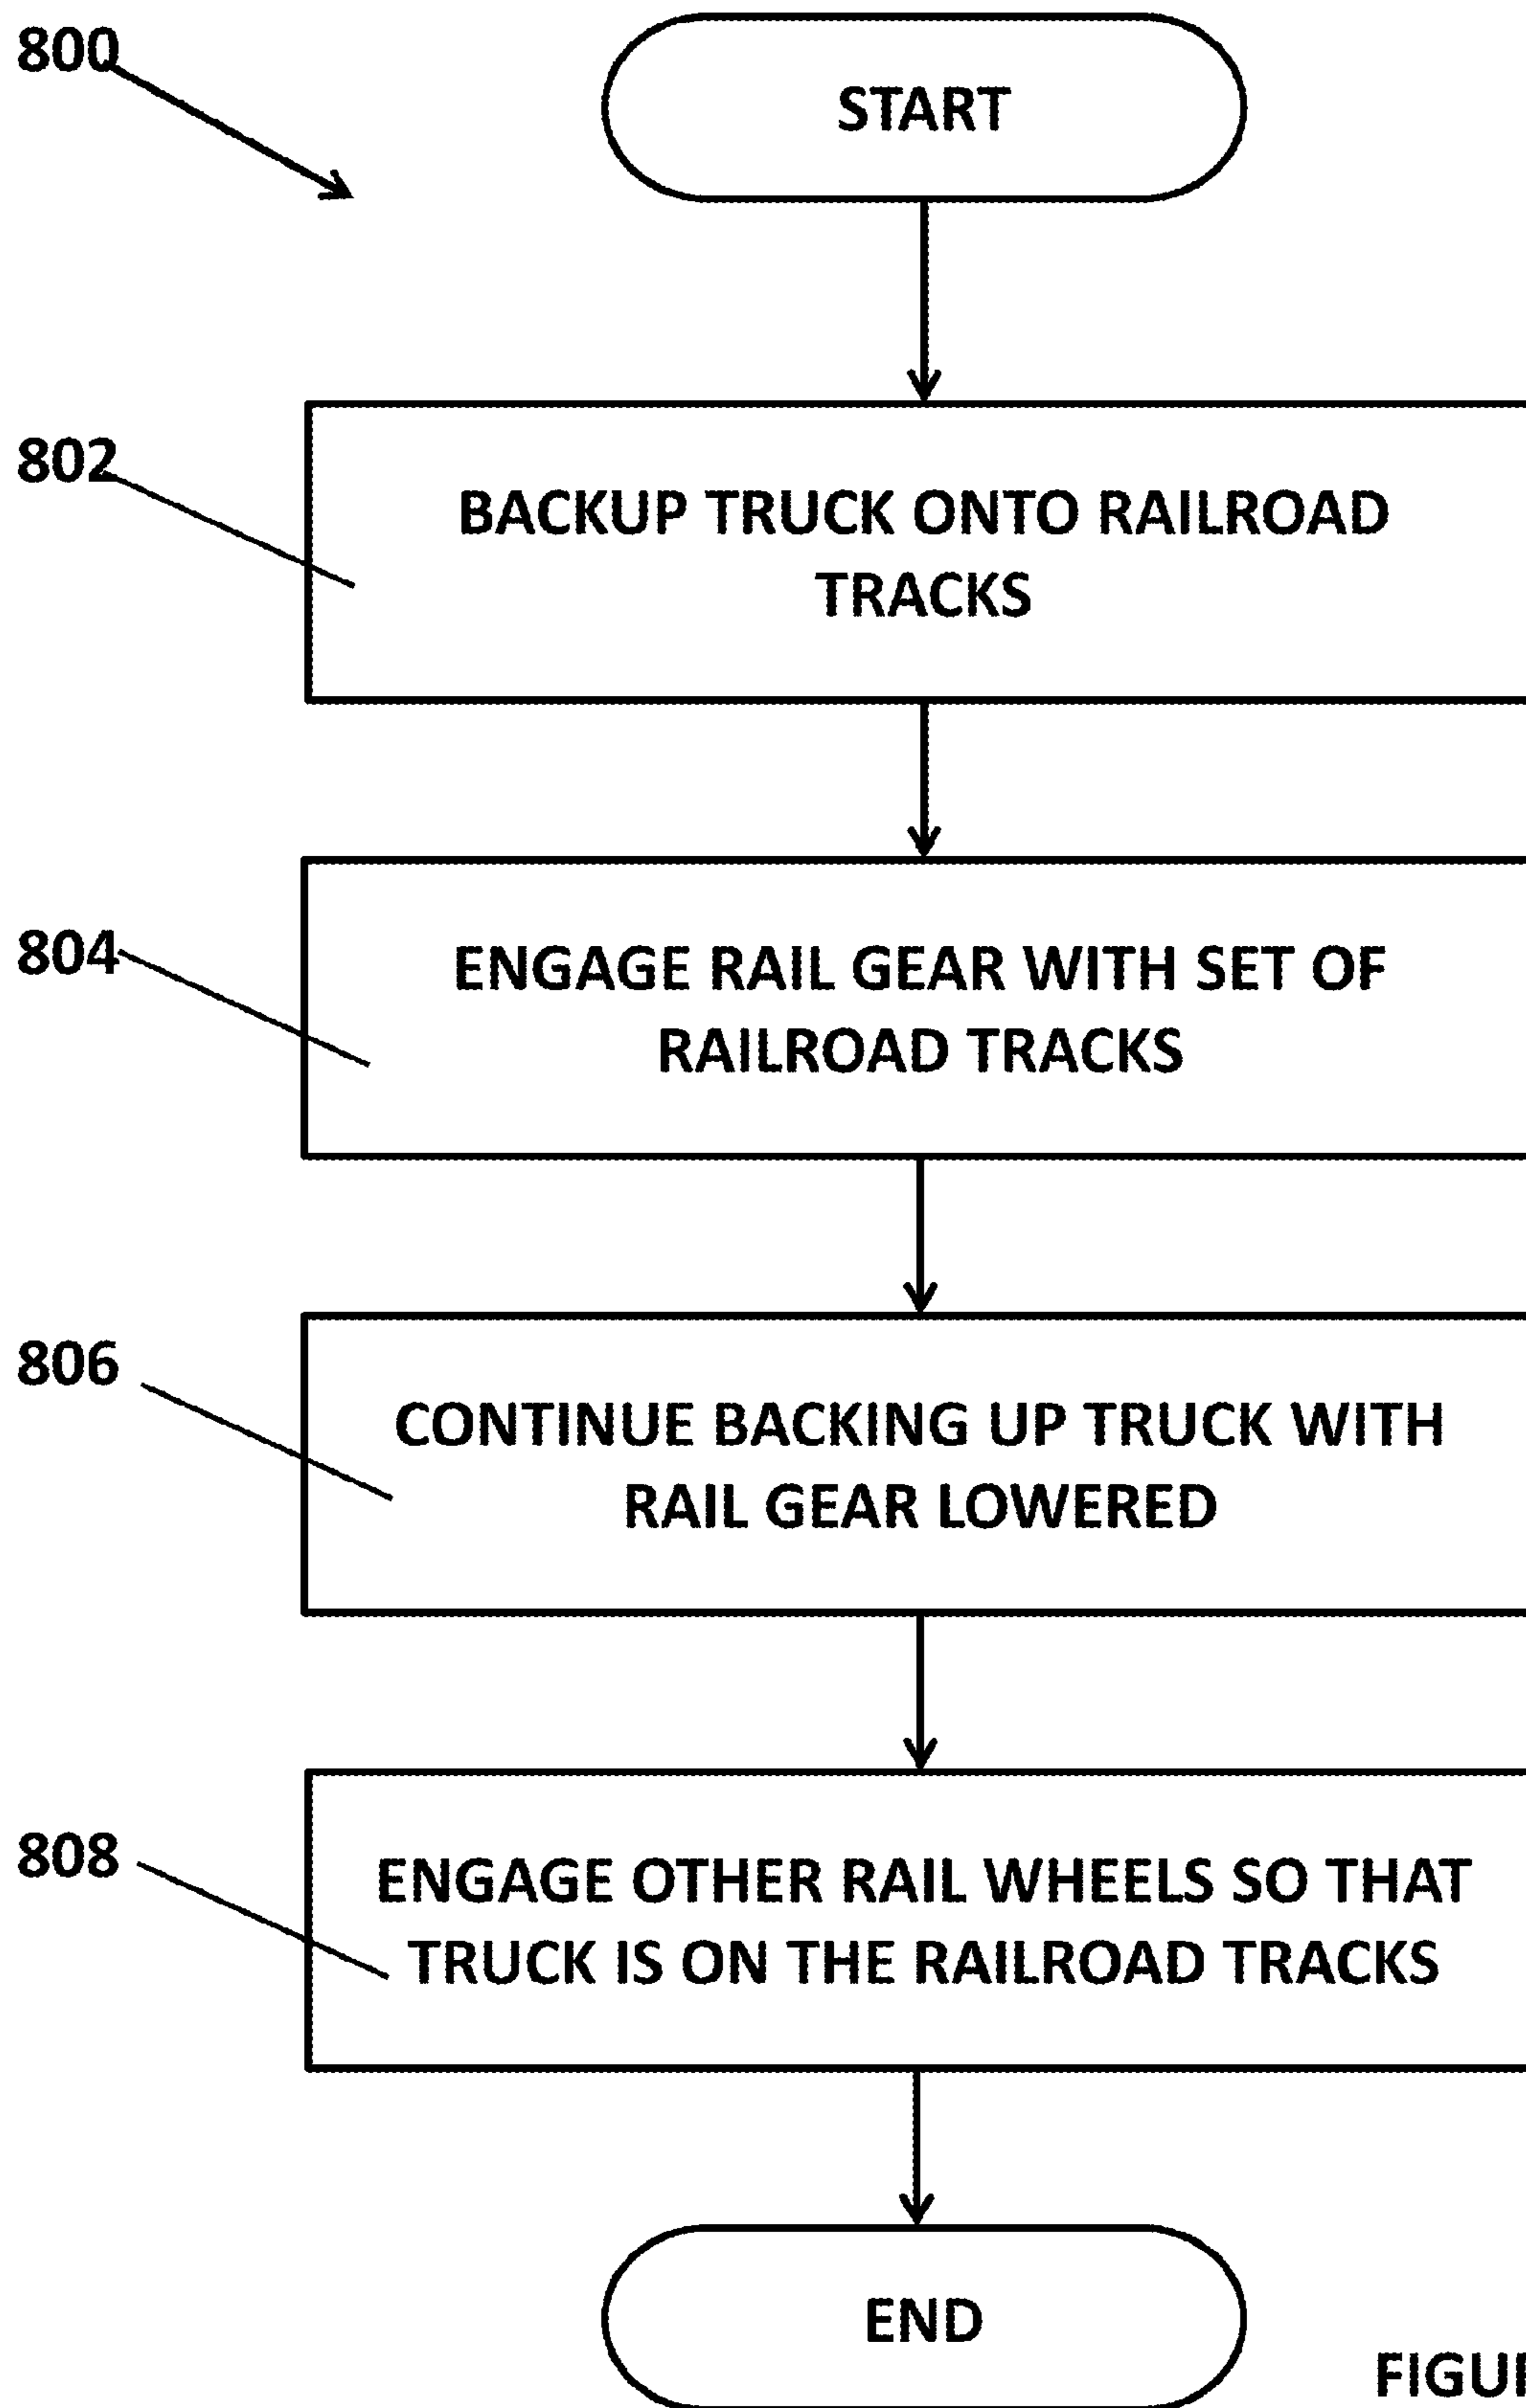 800
START
802
BACKUP TRUCK ONTO RAILROAD
TRACKS
804
ENGAGE RAIL GEAR WITH SET OF
RAILROAD TRACKS
806
CONTINUE BACKING UP TRUCK WITH
RAIL GEAR LOWERED
808
ENGAGE OTHER RAIL WHEELS SO THAT
TRUCK IS ON THE RAILROAD TRACKS
END